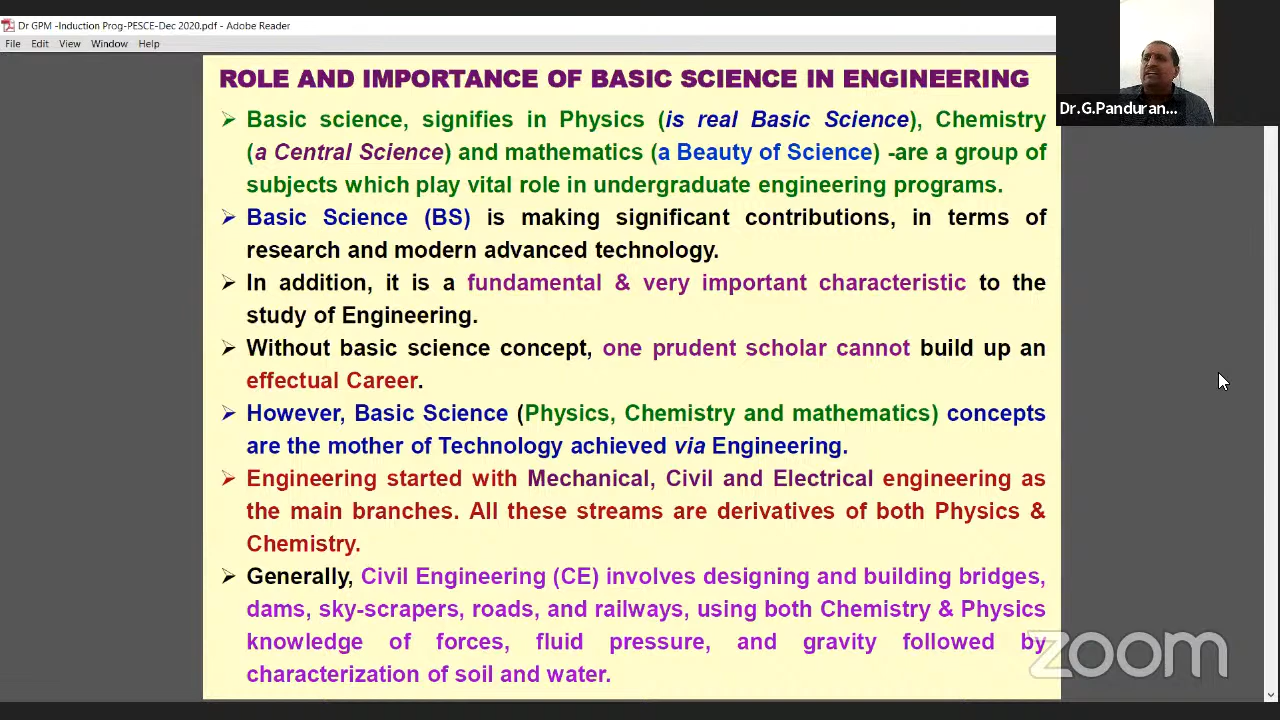 Dr GPM -Induction Prog-PESCE-Dec 2020.pdf - Adobe Reader
File Edit View Window Help
Dr.G.Panduran...
ROLE AND IMPORTANCE OF BASIC SCIENCE IN ENGINEERING
➢ Basic science, signifies in Physics (is real Basic Science), Chemistry
(a Central Science) and mathematics (a Beauty of Science) -are a group of
subjects which play vital role in undergraduate engineering programs.
➢ Basic Science (BS) is making significant contributions, in terms of
research and modern advanced technology.
➢ In addition, it is a fundamental & very important characteristic to the
study of Engineering.
➢ Without basic science concept, one prudent scholar cannot build up an
effectual Career.
➢ However, Basic Science (Physics, Chemistry and mathematics) concepts
are the mother of Technology achieved via Engineering.
➢ Engineering started with Mechanical, Civil and Electrical engineering as
the main branches. All these streams are derivatives of both Physics &
Chemistry.
➢ Generally, Civil Engineering (CE) involves designing and building bridges,
dams, sky-scrapers, roads, and railways, using both Chemistry & Physics
knowledge of forces, fluid pressure, and gravity followed by
characterization of soil and water.
zoom